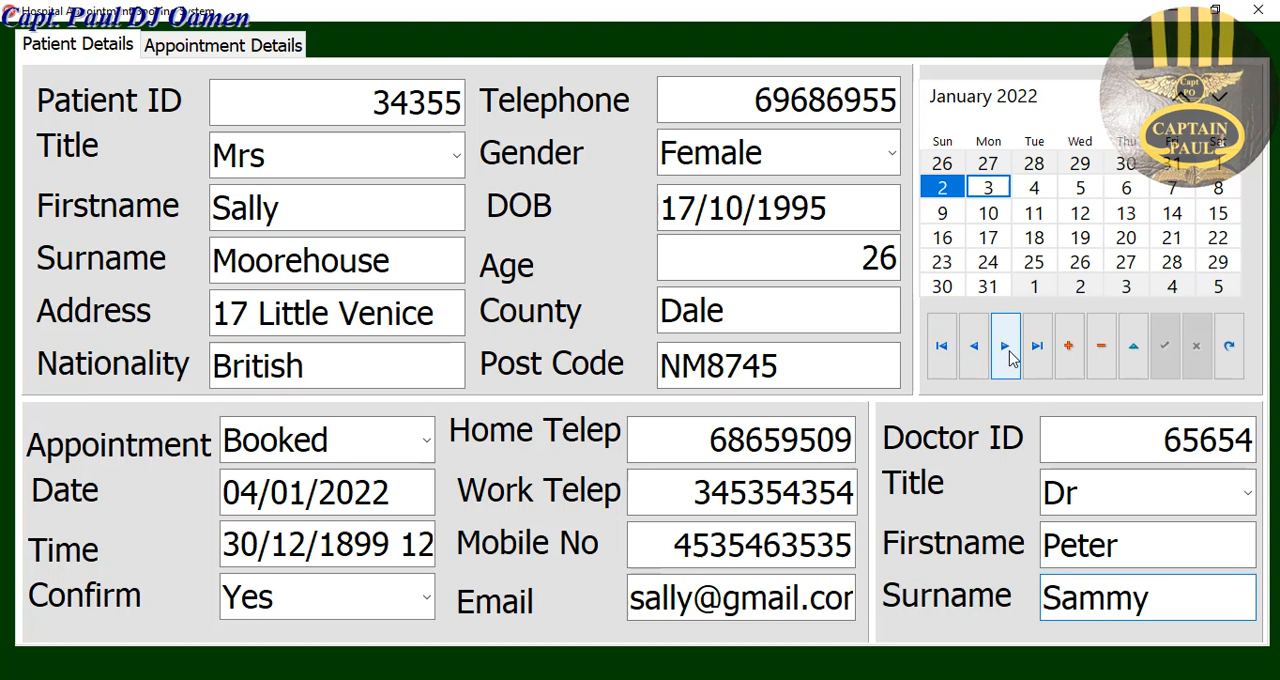 Capt. Paul DJ Oamen
Patient Details
Appointment Details
Patient ID 34355
Title Mrs
Firstname Sally
Surname Moorehouse
Address 17 Little Venice
Nationality British
Telephone 69686955
Gender Female
DOB 17/10/1995
Age 26
County Dale
Post Code NM8745
January 2022
Capt
PO
CAPTAIN
PAUL
Sun Mon Tue Wed Thu
26 27 28 29 30 31 1
2 3 4 5 6 7 8
9 10 11 12 13 14 15
16 17 18 19 20 21 22
23 24 25 26 27 28 29
30 31 1 2 3 4 5
Appointment Booked
Date 04/01/2022
Time 30/12/1899 12
Confirm Yes
Home Telep 68659509
Work Telep 345354354
Mobile No 4535463535
Email sally@gmail.cor
Doctor ID 65654
Title Dr
Firstname Peter
Surname Sammy